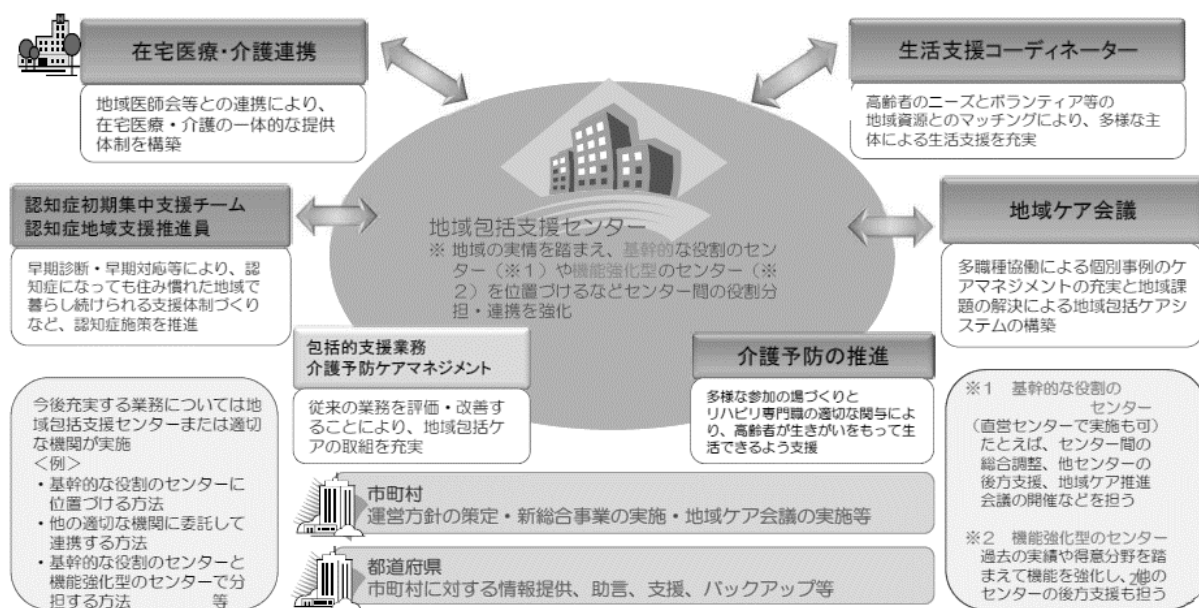 在宅医療・介護連携
地域医師会等との連携により、
在宅医療・介護の一体的な提供
体制を構築
生活支援コーディネーター
高齢者のニーズとボランティア等の
地域資源とのマッチングにより、多様な主
体による生活支援を充実
認知症初期集中支援チーム
認知症地域支援推進員
早期診断・早期対応等により、認
知症になっても住み慣れた地域で
暮らし続けられる支援体制づくり
など、認知症施策を推進
地域包括支援センター
※ 地域の実情を踏まえ、基幹的な役割のセン
ター(※1)や機能強化型のセンター(※
2)を位置づけるなどセンター間の役割分
担・連携を強化
地域ケア会議
多職種協働による個別事例のケ
アマネジメントの充実と地域課
題の解決による地域包括ケアシ
ステムの構築
包括的支援業務
介護予防ケアマネジメント
従来の業務を評価・改善す
ることにより、地域包括ケ
アの取組を充実
介護予防の推進
多様な参加の場づくりと
リハビリ専門職の適切な関与によ
り、高齢者が生きがいをもって生
活できるよう支援
今後充実する業務については地
域包括支援センターまたは適切
な機関が実施
<例>
・基幹的な役割のセンターに
位置づける方法
・他の適切な機関に委託して
連携する方法
・基幹的な役割のセンターと
機能強化型のセンターで分
担する方法 等
市町村
運営方針の策定・新総合事業の実施・地域ケア会議の実施等
都道府県
市町村に対する情報提供、助言、支援、バックアップ等
※1 基幹的な役割の
センター
(直営センターで実施も可)
たとえば、センター間の
総合調整、他センターの
後方支援、地域ケア推進
会議の開催などを担う
※2 機能強化型のセンター
過去の実績や得意分野を踏
まえて機能を強化し、他の
センターの後方支援も担う